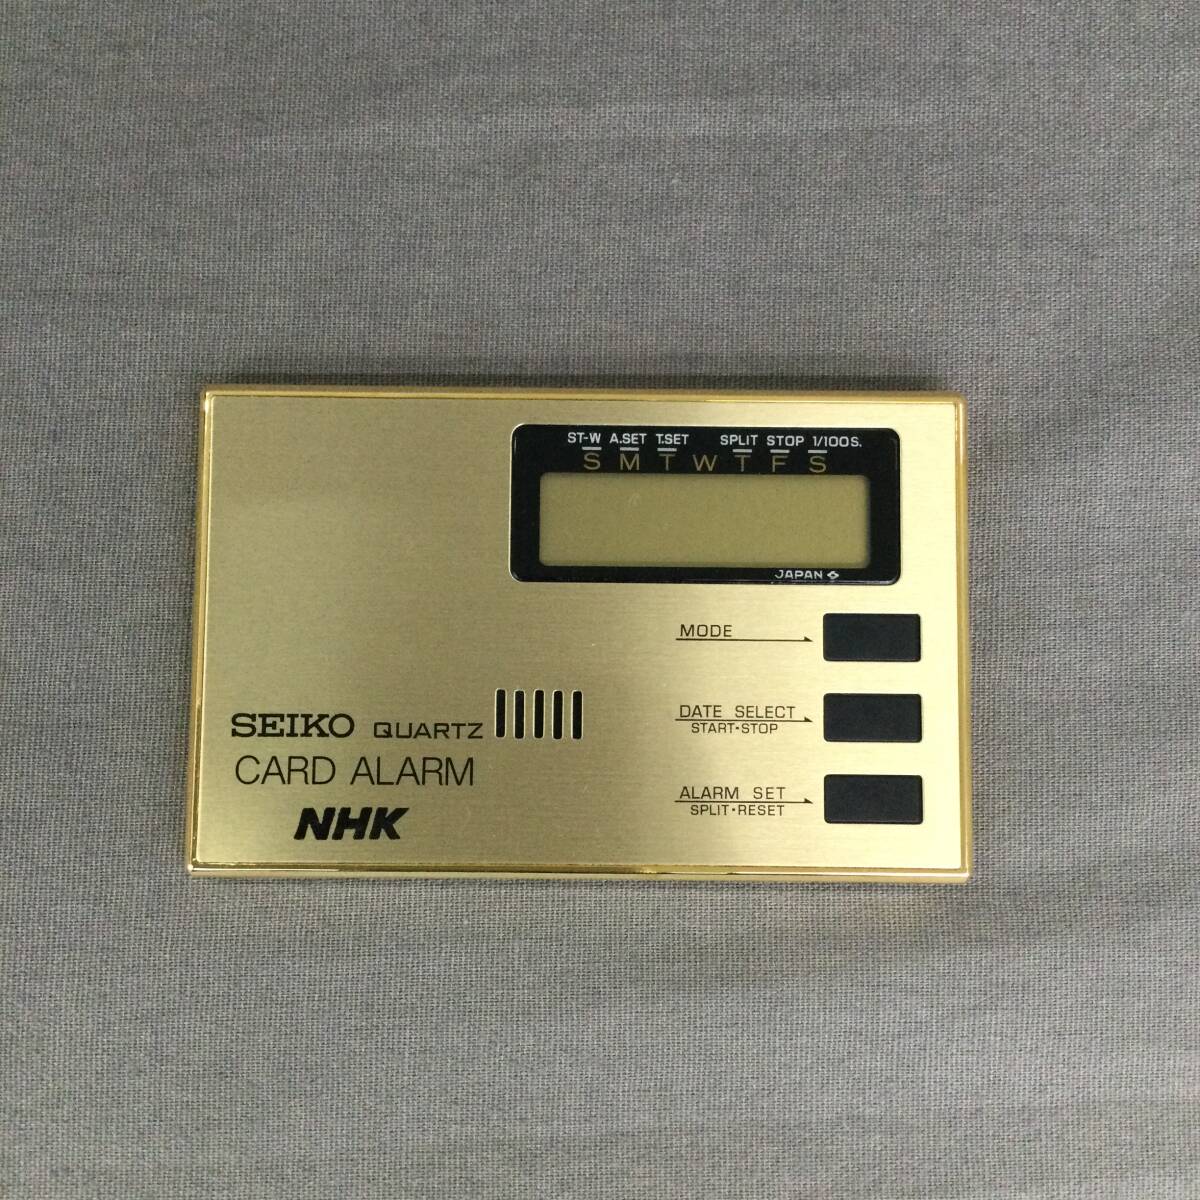 ST-W A.SET T.SET SPLIT STOP 1/100S.
S M T W T F S
JAPAN
MODE
DATE SELECT
START•STOP
ALARM SET
SPLIT•RESET
SEIKO QUARTZ
CARD ALARM
NHK